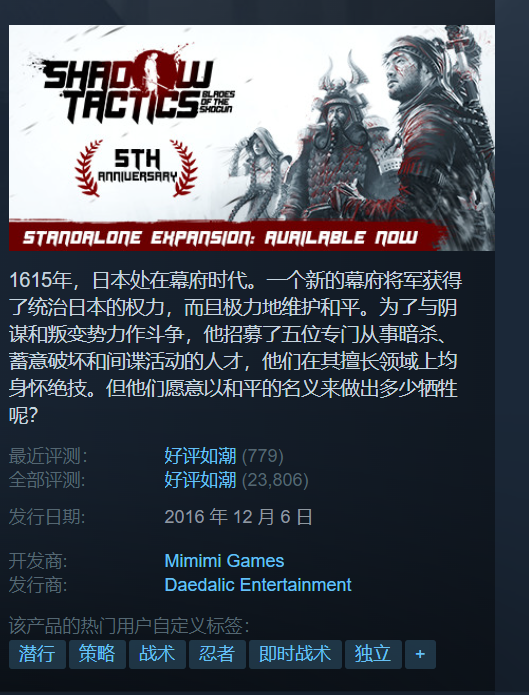 SHADOW
TACTICS
BLADES
OF THE
SHOGUN
5TH
ANNIVERSARY
STANDALONE EXPANSION: AVAILABLE NOW
1615年，日本处在幕府时代。一个新的幕府将军获得
了统治日本的权力，而且极力地维护和平。为了与阴
谋和叛变势力作斗争，他招募了五位专门从事暗杀、
蓄意破坏和间谍活动的人才，他们在其擅长领域上均
身怀绝技。但他们愿意以和平的名义来做出多少牺牲
呢？
最近评测： 好评如潮 (779)
全部评测: 好评如潮 (23,806)
发行日期: 2016 年 12 月 6 日
开发商: Mimimi Games
发行商: Daedalic Entertainment
该产品的热门用户自定义标签：
潜行 策略 战术 忍者 即时战术 独立 +